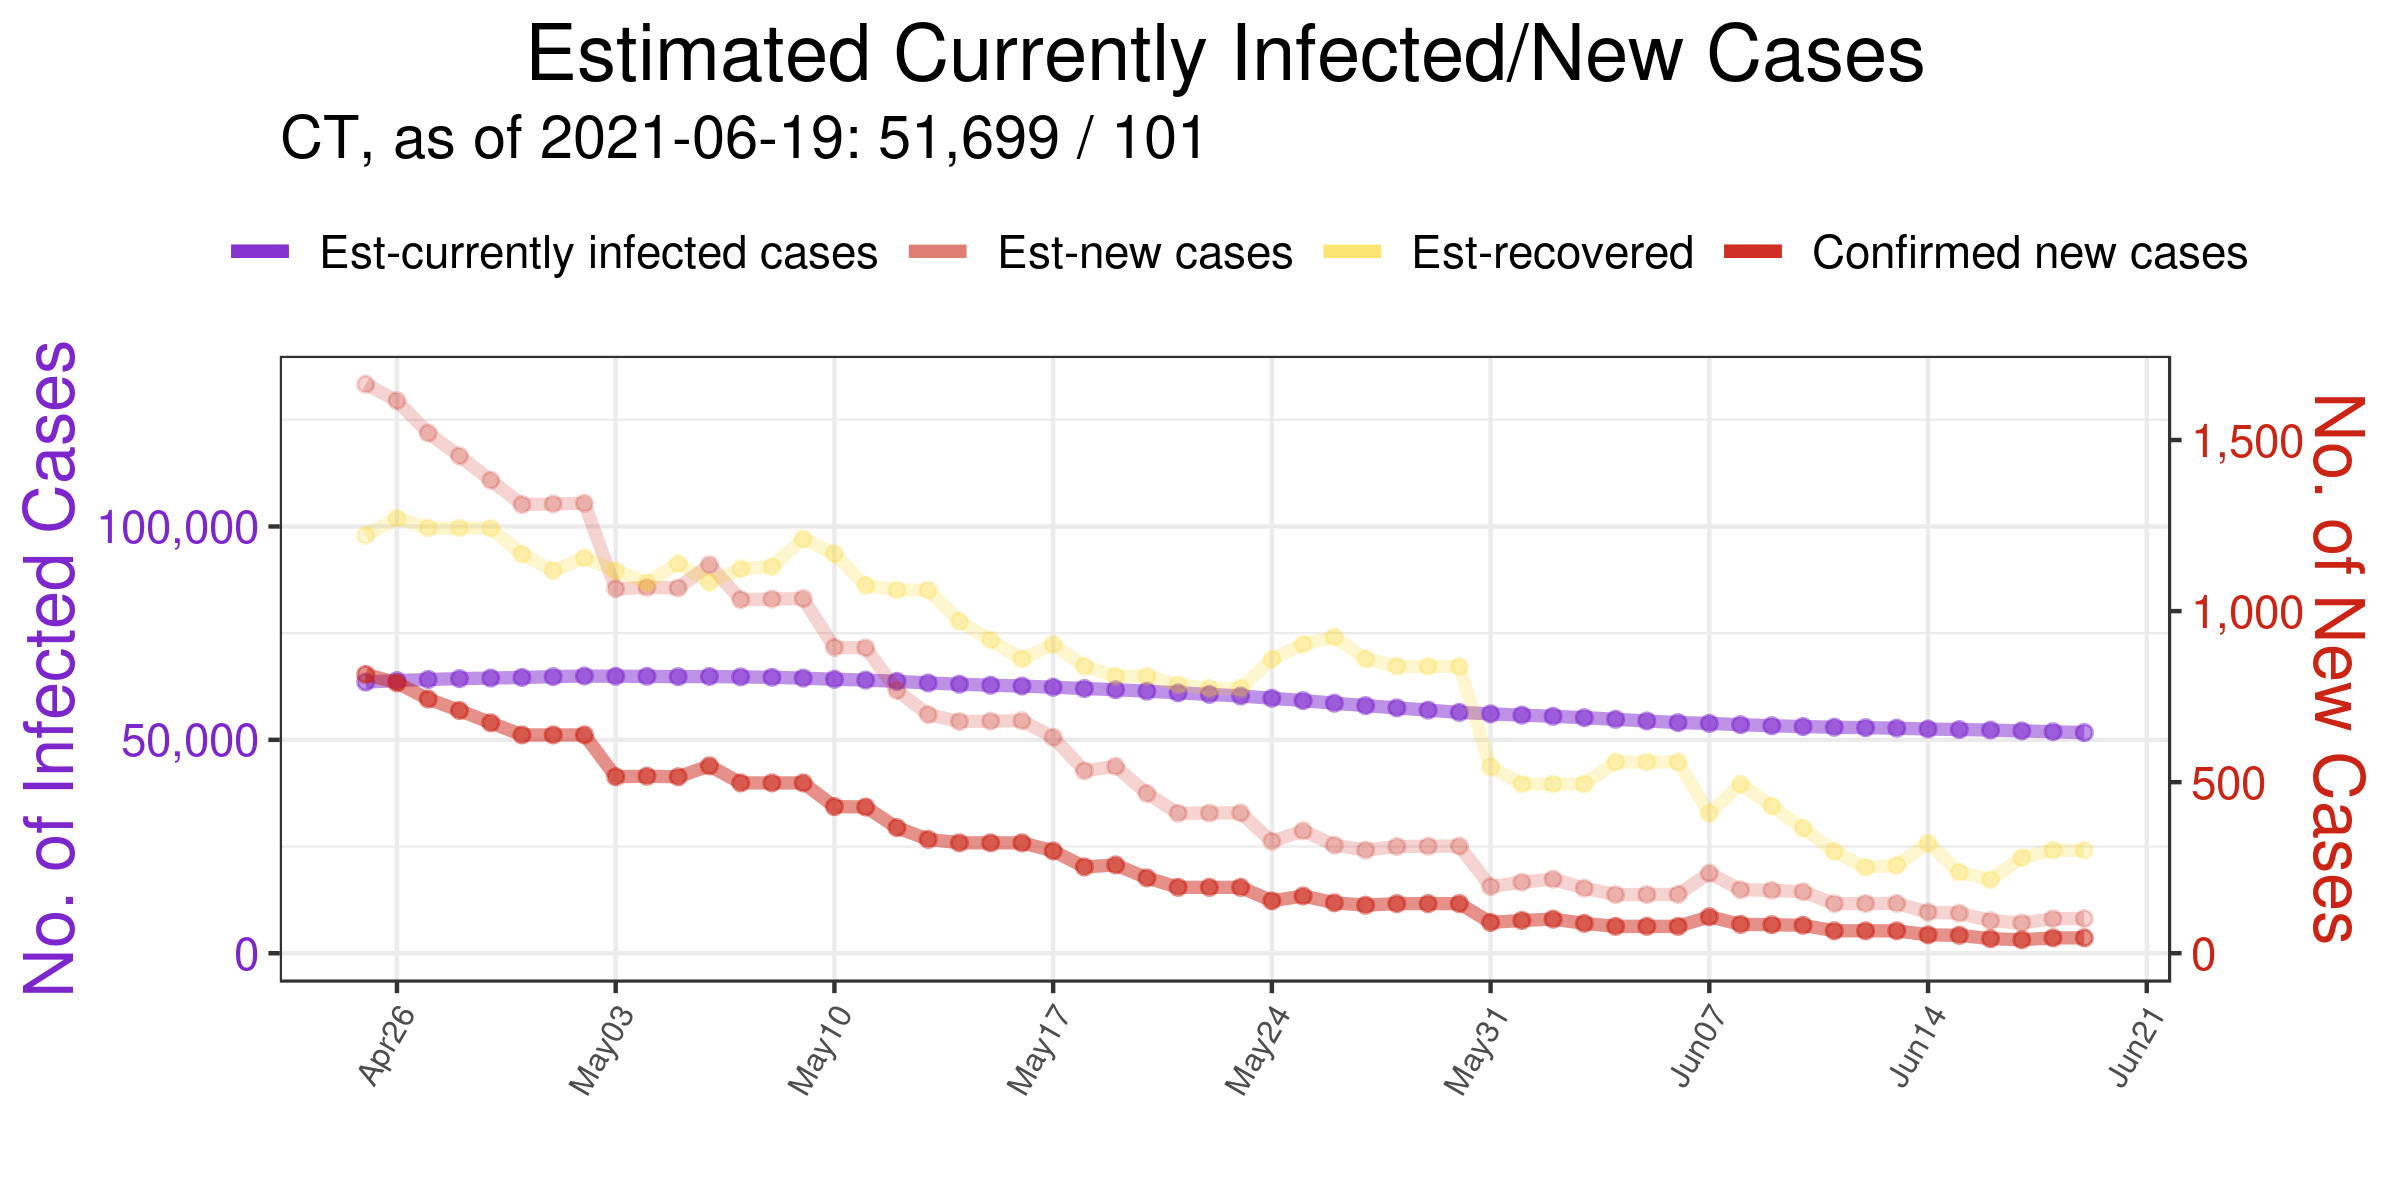 Estimated Currently Infected/New Cases
CT, as of 2021-06-19: 51,699 / 101
Est-currently infected cases Est-new cases Est-recovered Confirmed new cases
No. of Infected Cases
100,000
50,000
0
1,500
1,000
500
0
No. of New Cases
Apr26 May03 May10 May17 May24 May31 Jun07 Jun14 Jun21